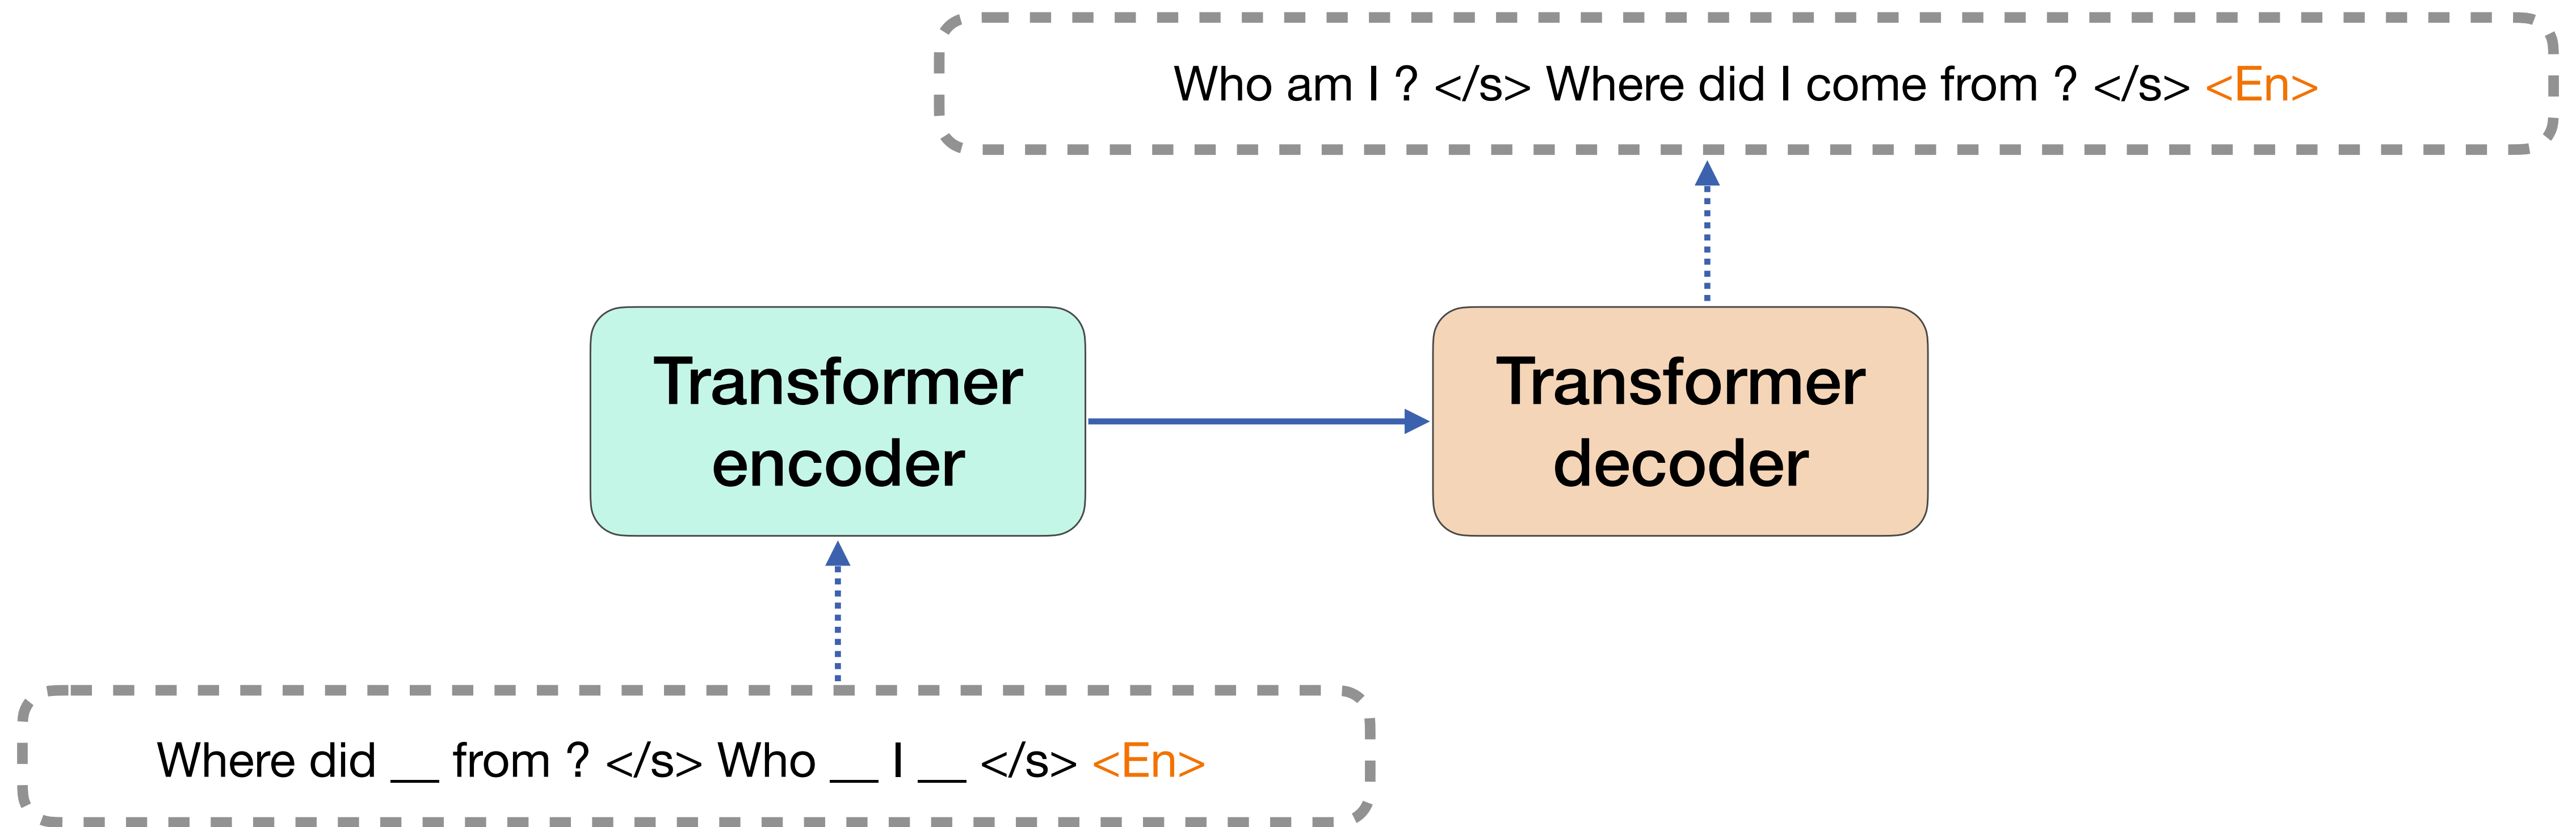 Who am I ? </s> Where did I come from ? </s> <En>
Transformer
encoder
Transformer
decoder
Where did __ from ? </s> Who __ I __ </s> <En>